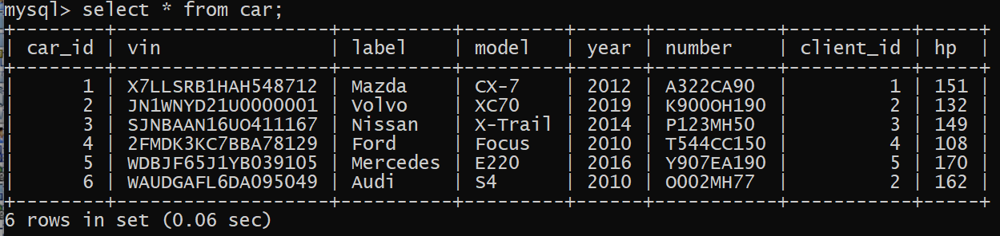 mysql> select * from car;
+--------+-------------------+----------+---------+------+-----------+-----------+-----+
| car_id | vin               | label    | model   | year | number    | client_id | hp  |
+--------+-------------------+----------+---------+------+-----------+-----------+-----+
|      1 | X7LLSRB1HAH548712 | Mazda    | CX-7    | 2012 | A322CA90  |         1 | 151 |
|      2 | JN1WNYD21U0000001 | Volvo    | XC70    | 2019 | K900OH190 |         2 | 132 |
|      3 | SJNBAAN16UO411167 | Nissan   | X-Trail | 2014 | P123MH50  |         3 | 149 |
|      4 | 2FMDK3KC7BBA78129 | Ford     | Focus   | 2010 | T544CC150 |         4 | 108 |
|      5 | WDBJF65J1YB039105 | Mercedes | E220    | 2016 | Y907EA190 |         5 | 170 |
|      6 | WAUDGAFL6DA095049 | Audi     | S4      | 2010 | O002MH77  |         2 | 162 |
+--------+-------------------+----------+---------+------+-----------+-----------+-----+
6 rows in set (0.06 sec)